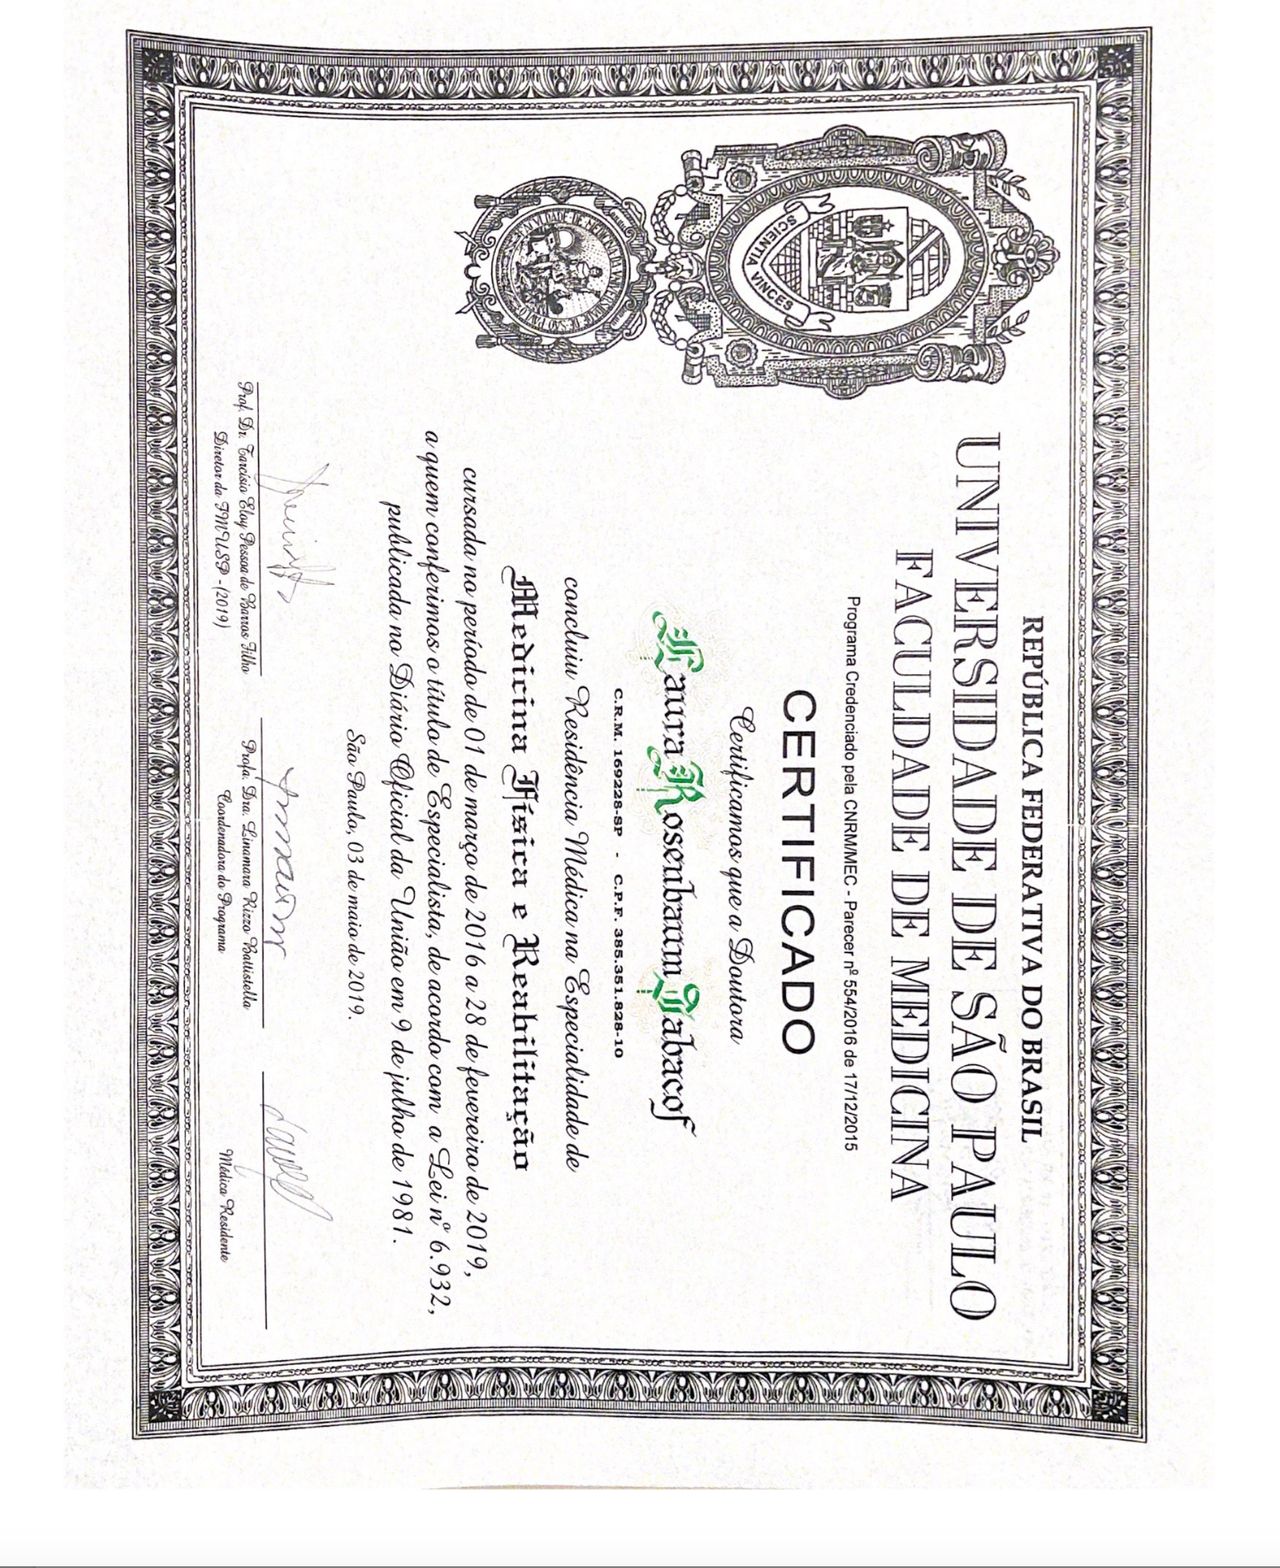 REPÚBLICA FEDERATIVA DO BRASIL
UNIVERSIDADE DE SÃO PAULO
FACULDADE DE MEDICINA
Programa Credenciado pela CNRM/MEC - Parecer nº 554/2016 de 17/12/2015
CERTIFICADO
Certificamos que a Doutora
Laura Rosenbaum Jabacof
C.R.M. 169228-SP - C.P.F. 385.351.828-10
concluiu Residência Médica na Especialidade de
Medicina Física e Reabilitação
cursada no período de 01 de março de 2016 a 28 de fevereiro de 2019,
a quem conferimos o título de Especialista, de acordo com a Lei nº 6.932,
publicada no Diário Oficial da União em 9 de julho de 1981.
São Paulo, 03 de maio de 2019.
Prof. Dr. Tarcísio Eloy Pessoa de Barros Filho
Diretor da FMUSP - (2019)
Profa. Dra. Linamara Rizzo Battistella
Coordenadora do Programa
Médico Residente
SCIENTIA VINCES